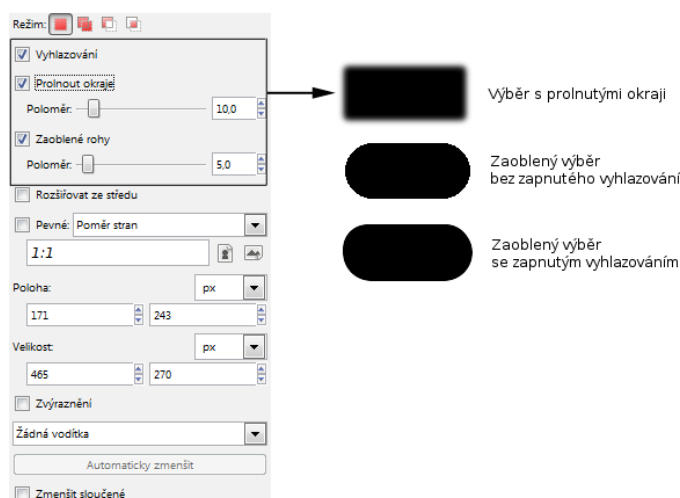 Režim:
Vyhlazování
Prolnout okraje
Poloměr:
10,0
Zaoblené rohy
Poloměr:
5,0
Rozšiřovat ze středu
Pevné: Poměr stran
1:1
Poloha:
px
171
243
Velikost:
px
465
270
Zvýraznění
Žádná vodítka
Automaticky zmenšit
Zmenšit sloučené
Výběr s prolnutými okraji
Zaoblený výběr
bez zapnutého vyhlazování
Zaoblený výběr
se zapnutým vyhlazováním